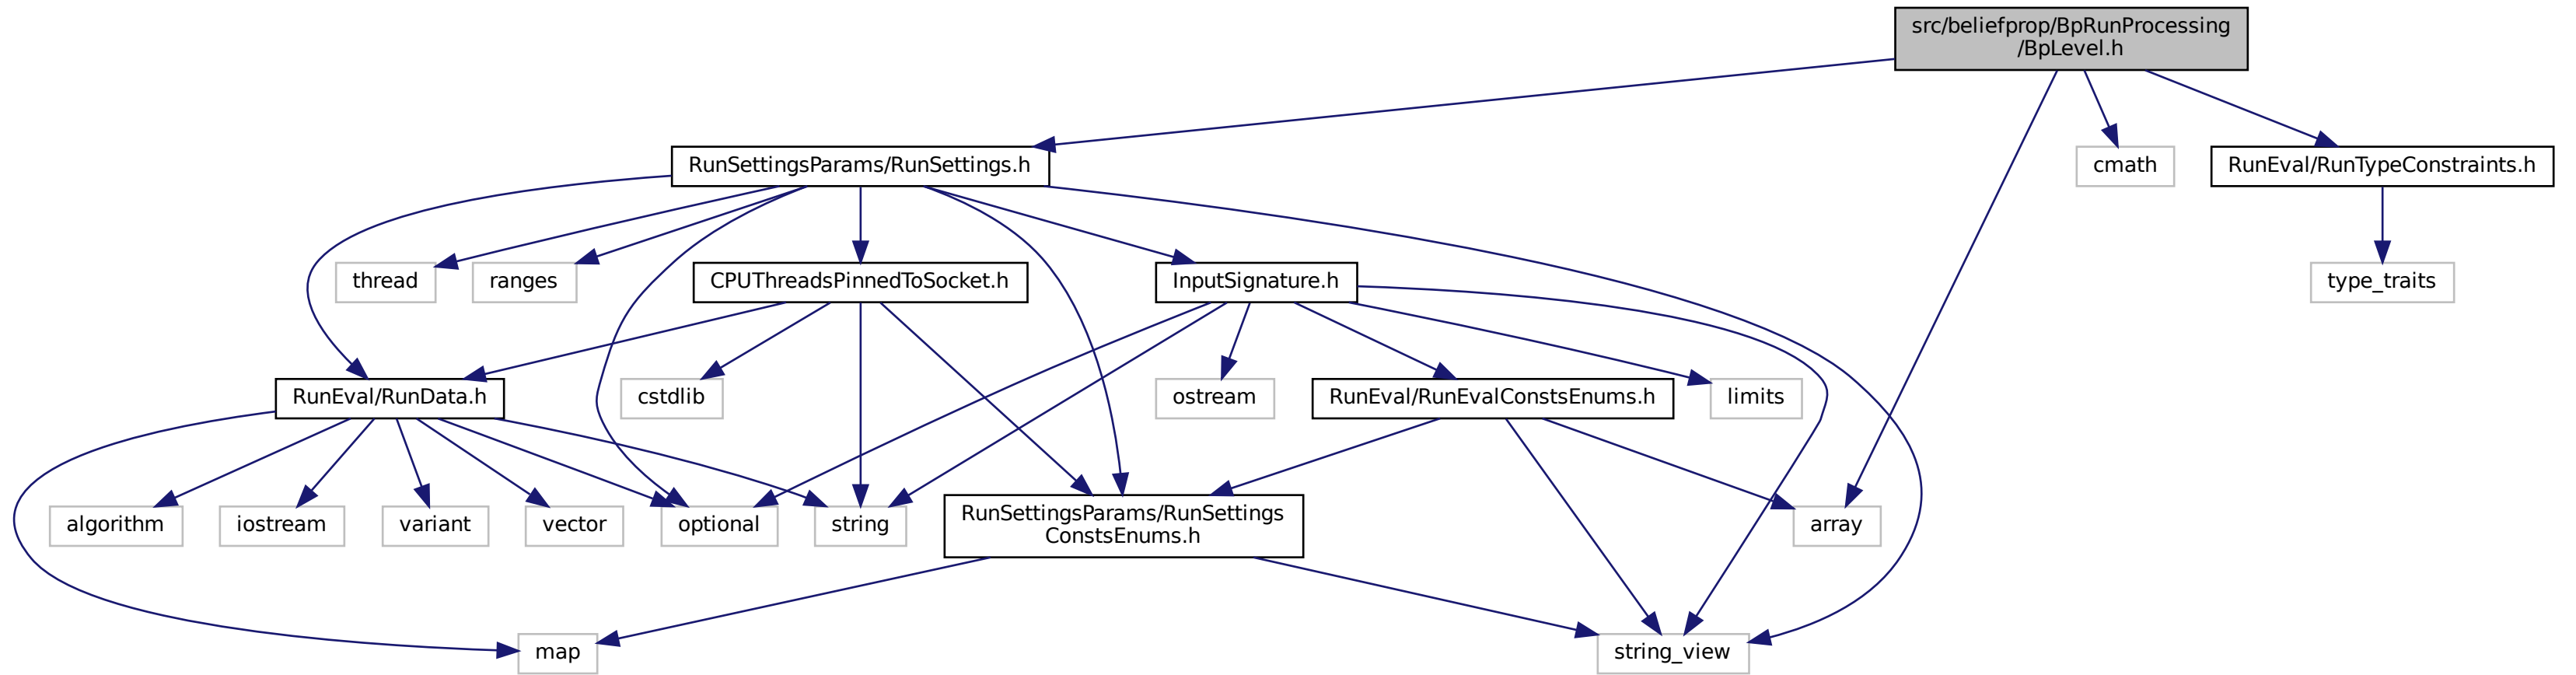 src/beliefprop/BpRunProcessing
/BpLevel.h
RunSettingsParams/RunSettings.h
cmath
RunEval/RunTypeConstraints.h
thread
ranges
CPUThreadsPinnedToSocket.h
InputSignature.h
type_traits
RunEval/RunData.h
cstdlib
ostream
RunEval/RunEvalConstsEnums.h
limits
algorithm
iostream
variant
vector
optional
string
RunSettingsParams/RunSettings
ConstsEnums.h
array
map
string_view